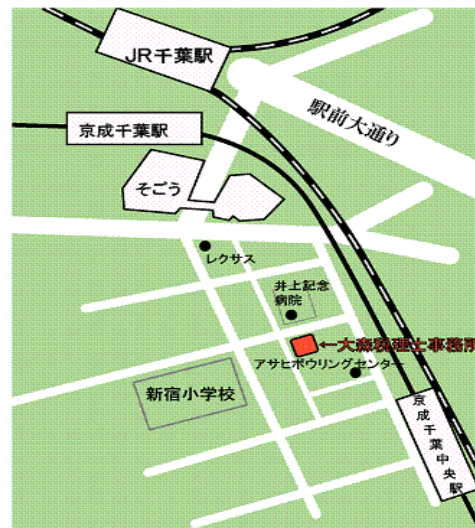 JR千葉駅
駅前大通り
京成千葉駅
そごう
レクサス
井上記念
病院
←大森税理士事務所
アサヒボウリングセンター
新宿小学校
京成千葉中央駅